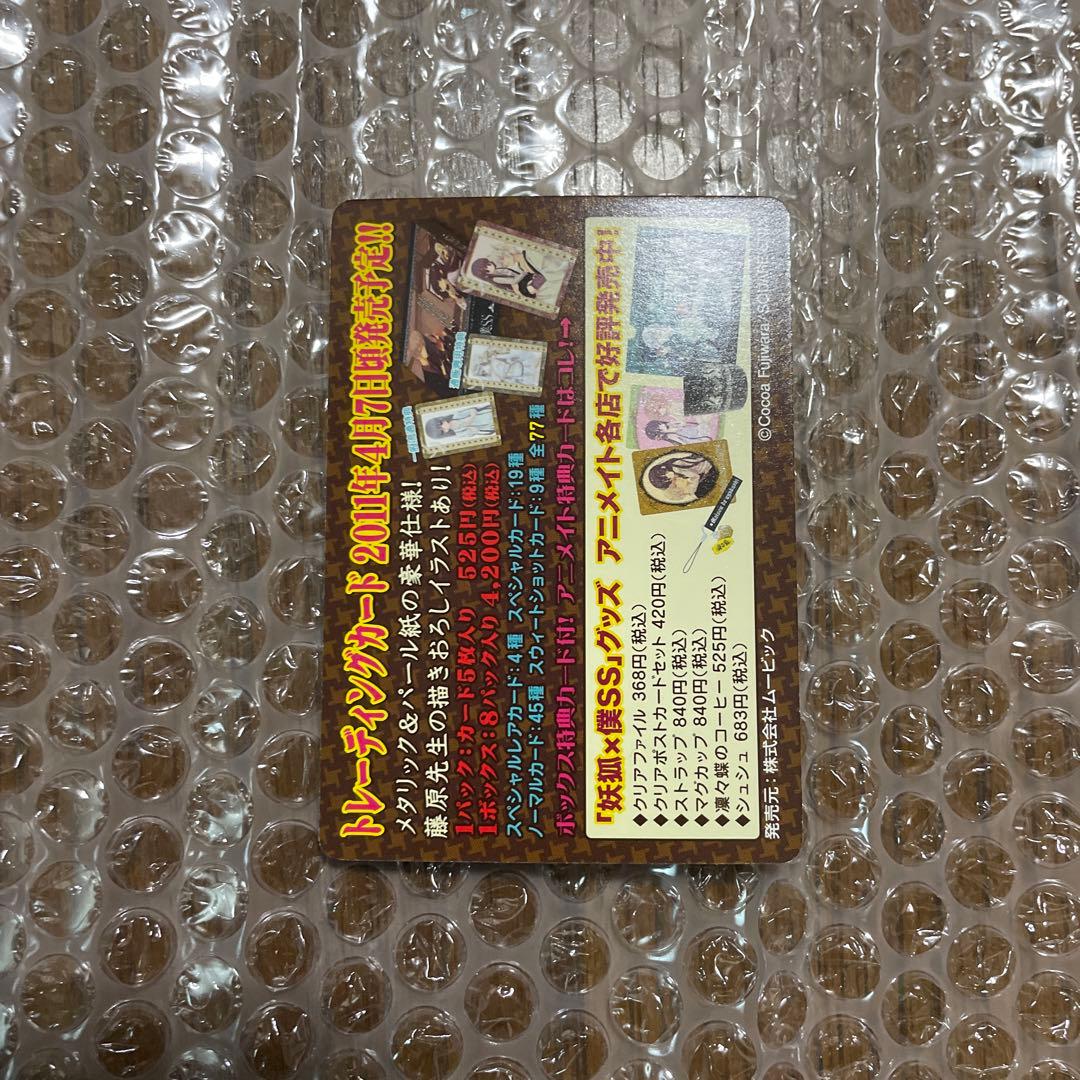 トレーディングカード 2011年4月7日頃発売予定!!
メタリック&パール紙の豪華仕様!
藤原先生の描きおろしイラストあり!
1パック:カード5枚入り 525円(税込)
1ボックス:8パック入り 4,200円(税込)
スペシャルレアカード:4種 スペシャルカード:19種
ノーマルカード:45種 スウィートショットカード:9種 全77種
ボックス特典カード付!アニメイト特典カードはコレ!→
「妖狐×僕SS」グッズ アニメイト各店で好評発売中!
◆クリアファイル 368円(税込)
◆クリアポストカードセット 420円(税込)
◆ストラップ 840円(税込)
◆マグカップ 840円(税込)
◆凛々蝶のコーヒー 525円(税込)
◆シュシュ 683円(税込)
発売元:株式会社ムービック
©Cocoa Fujiwara, SQUARE